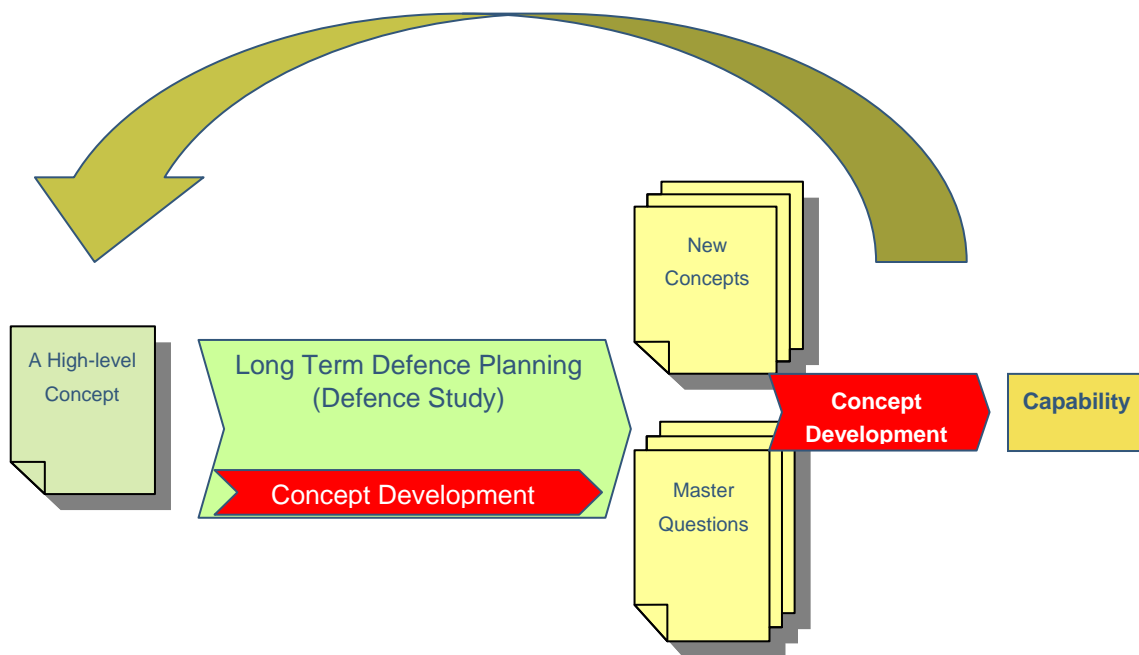 A High-level
Concept
Long Term Defence Planning
(Defence Study)
Concept Development
New
Concepts
Master
Questions
Concept
Development
Capability